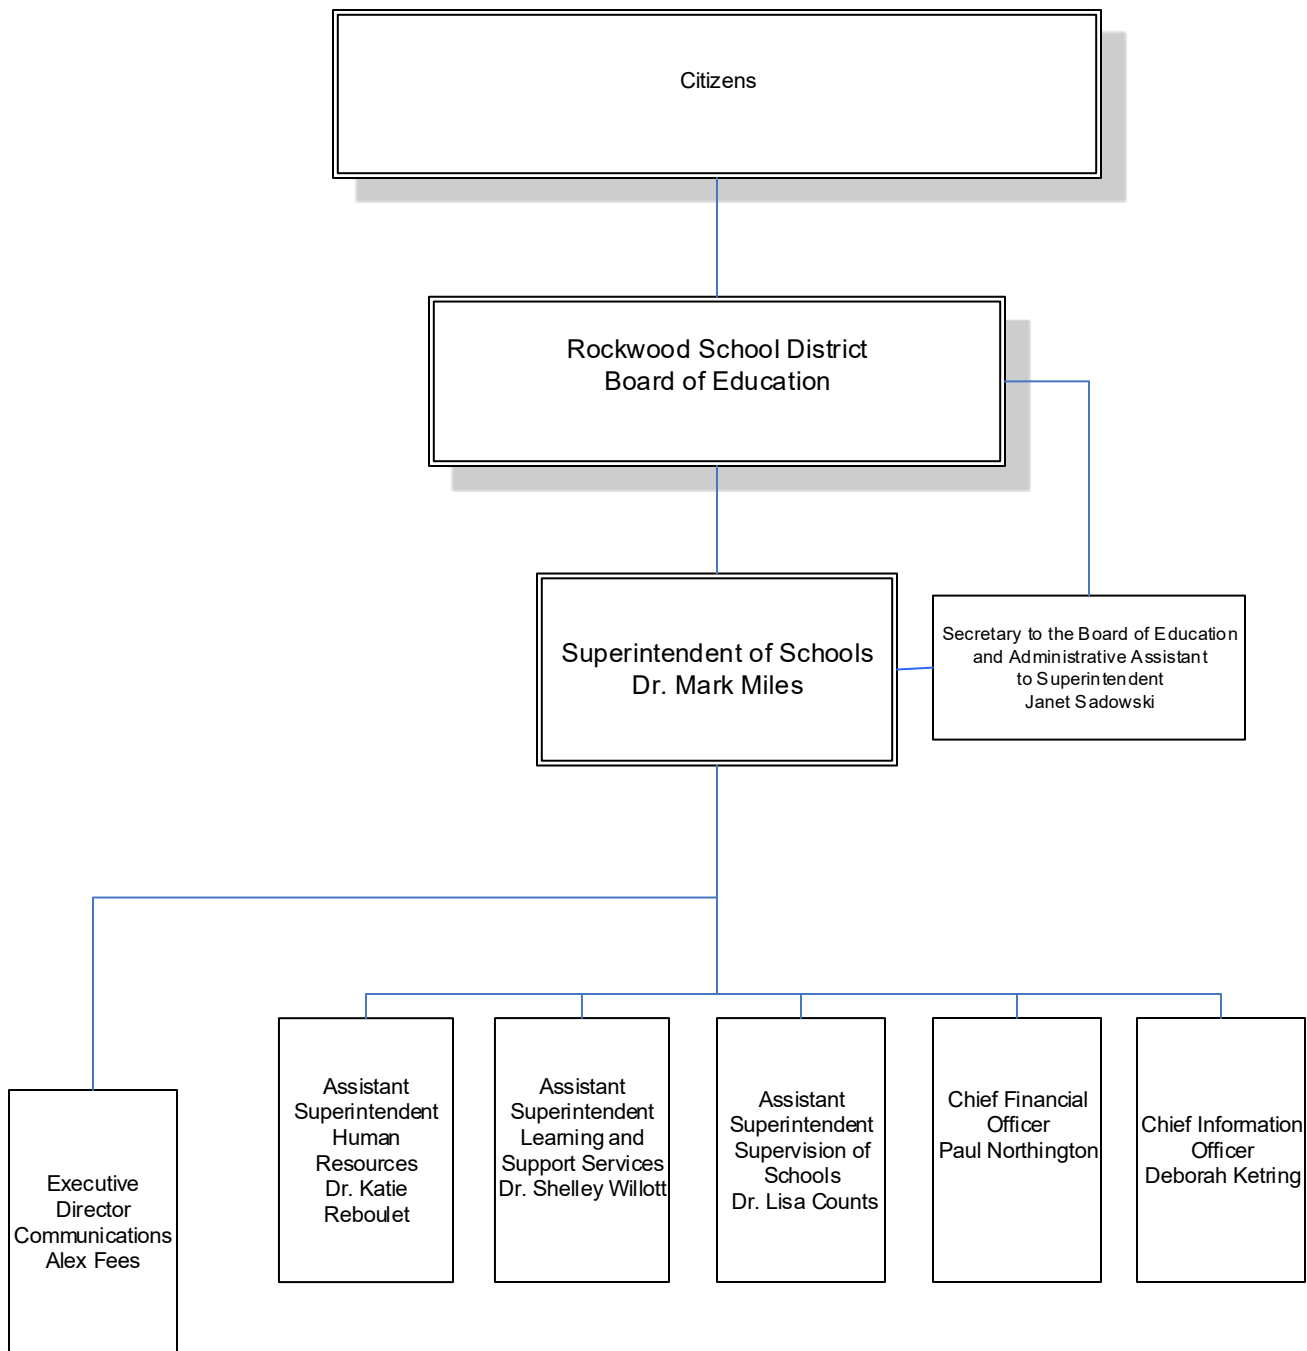 Citizens
Rockwood School District
Board of Education
Superintendent of Schools
Dr. Mark Miles
Secretary to the Board of Education
and Administrative Assistant
to Superintendent
Janet Sadowski
Executive
Director
Communications
Alex Fees
Assistant
Superintendent
Human
Resources
Dr. Katie
Reboulet
Assistant
Superintendent
Learning and
Support Services
Dr. Shelley Willott
Assistant
Superintendent
Supervision of
Schools
Dr. Lisa Counts
Chief Financial
Officer
Paul Northington
Chief Information
Officer
Deborah Ketring